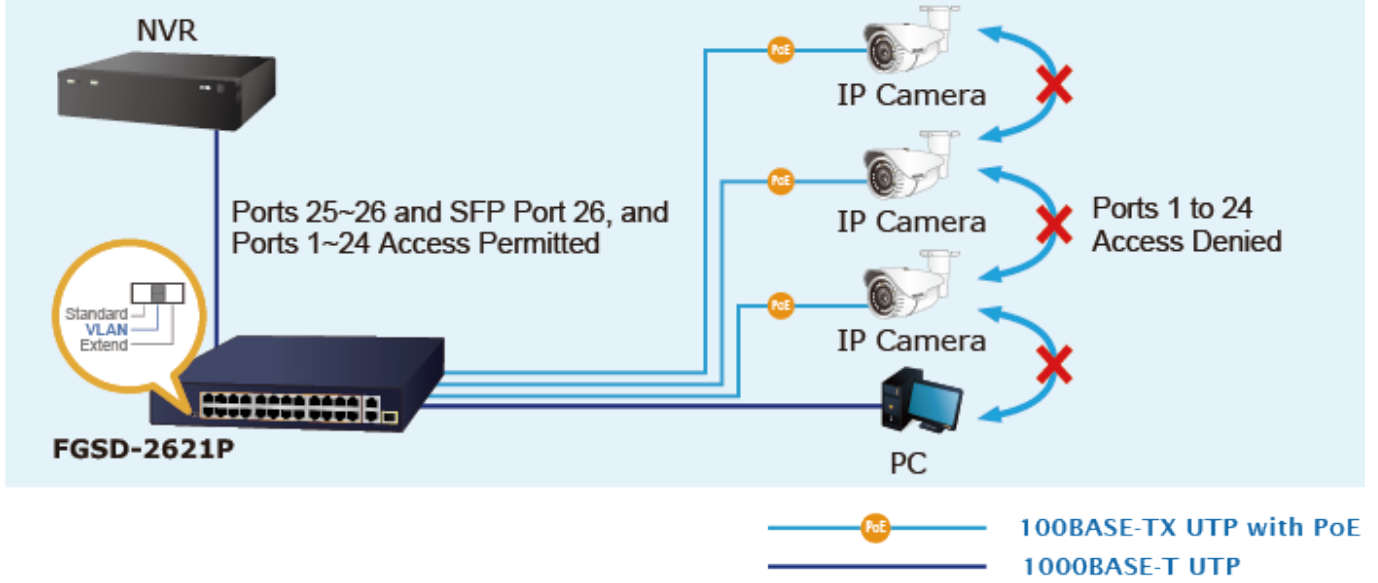 NVR
PoE
IP Camera
Ports 25~26 and SFP Port 26, and
Ports 1~24 Access Permitted
PoE
IP Camera
Ports 1 to 24
Access Denied
Standard
VLAN
Extend
PoE
IP Camera
FGSD-2621P
PC
PoE
100BASE-TX UTP with PoE
1000BASE-T UTP